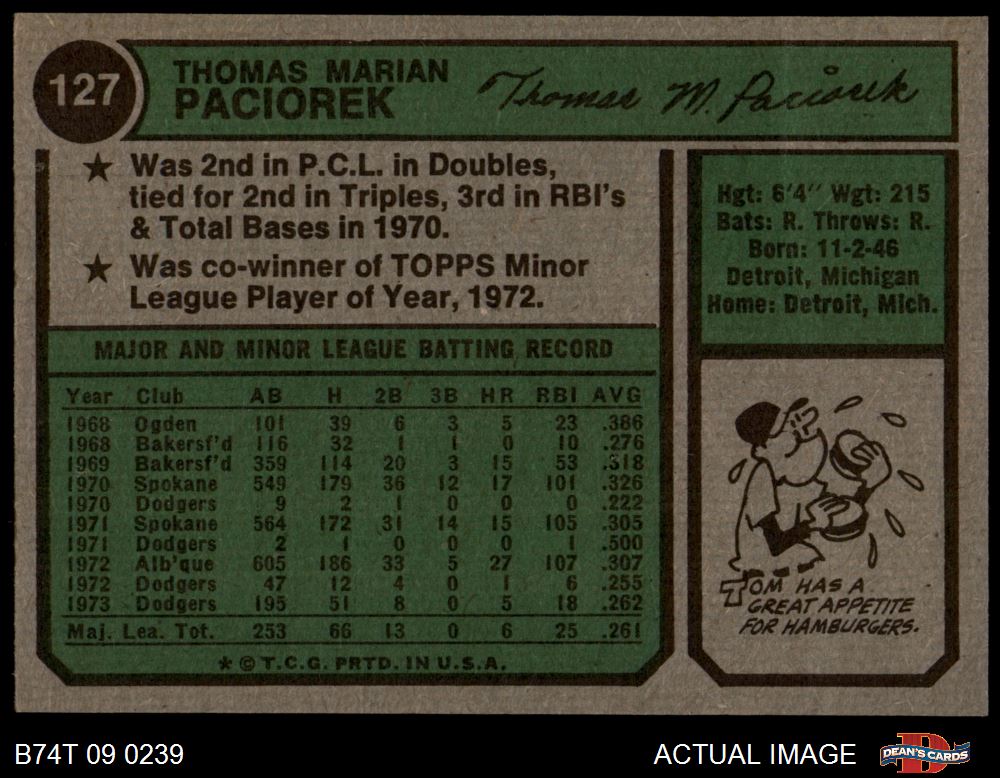 127
THOMAS MARIAN
PACIOREK
Thomas M. Paciorek
★ Was 2nd in P.C.L. in Doubles,
tied for 2nd in Triples, 3rd in RBI's
& Total Bases in 1970.
★ Was co-winner of TOPPS Minor
League Player of Year, 1972.
Hgt: 6'4" Wgt: 215
Bats: R. Throws: R.
Born: 11-2-46
Detroit, Michigan
Home: Detroit, Mich.
MAJOR AND MINOR LEAGUE BATTING RECORD
Year Club AB H 2B 3B HR RBI AVG
1968 Ogden 101 39 6 3 5 23 .386
1968 Bakersf'd 116 32 1 1 0 10 .276
1969 Bakersf'd 359 114 20 3 15 53 .318
1970 Spokane 549 179 36 12 17 101 .326
1970 Dodgers 9 2 1 0 0 0 .222
1971 Spokane 564 172 31 14 15 105 .305
1971 Dodgers 2 1 0 0 0 1 .500
1972 Alb'que 605 186 33 5 27 107 .307
1972 Dodgers 47 12 4 0 1 6 .255
1973 Dodgers 195 51 8 0 5 18 .262
Maj. Lea. Tot. 253 66 13 0 6 25 .261
★ © T.C.G. PRTD. IN U.S.A.
TOM HAS A
GREAT APPETITE
FOR HAMBURGERS.
B74T 09 0239
ACTUAL IMAGE
DEAN'S CARDS